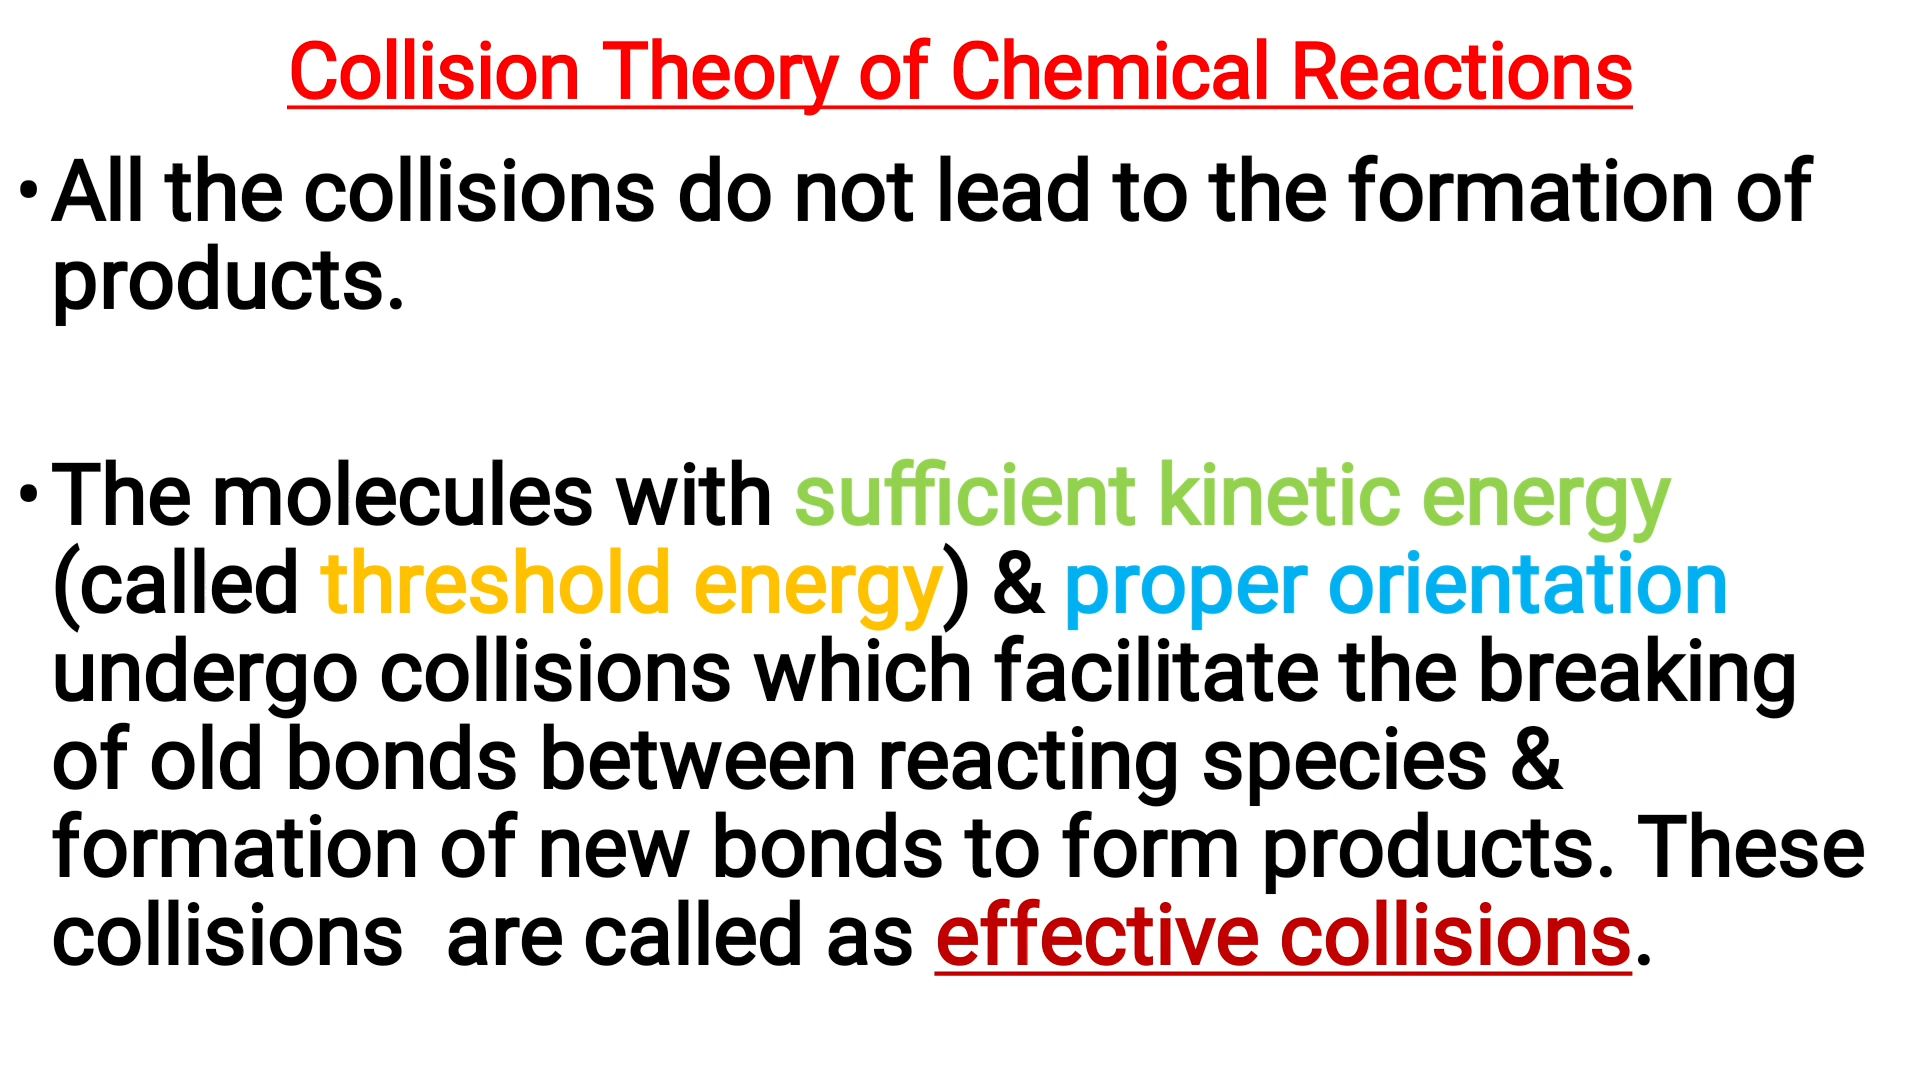 Collision Theory of Chemical Reactions
• All the collisions do not lead to the formation of
products.
• The molecules with sufficient kinetic energy
(called threshold energy) & proper orientation
undergo collisions which facilitate the breaking
of old bonds between reacting species &
formation of new bonds to form products. These
collisions  are called as effective collisions.